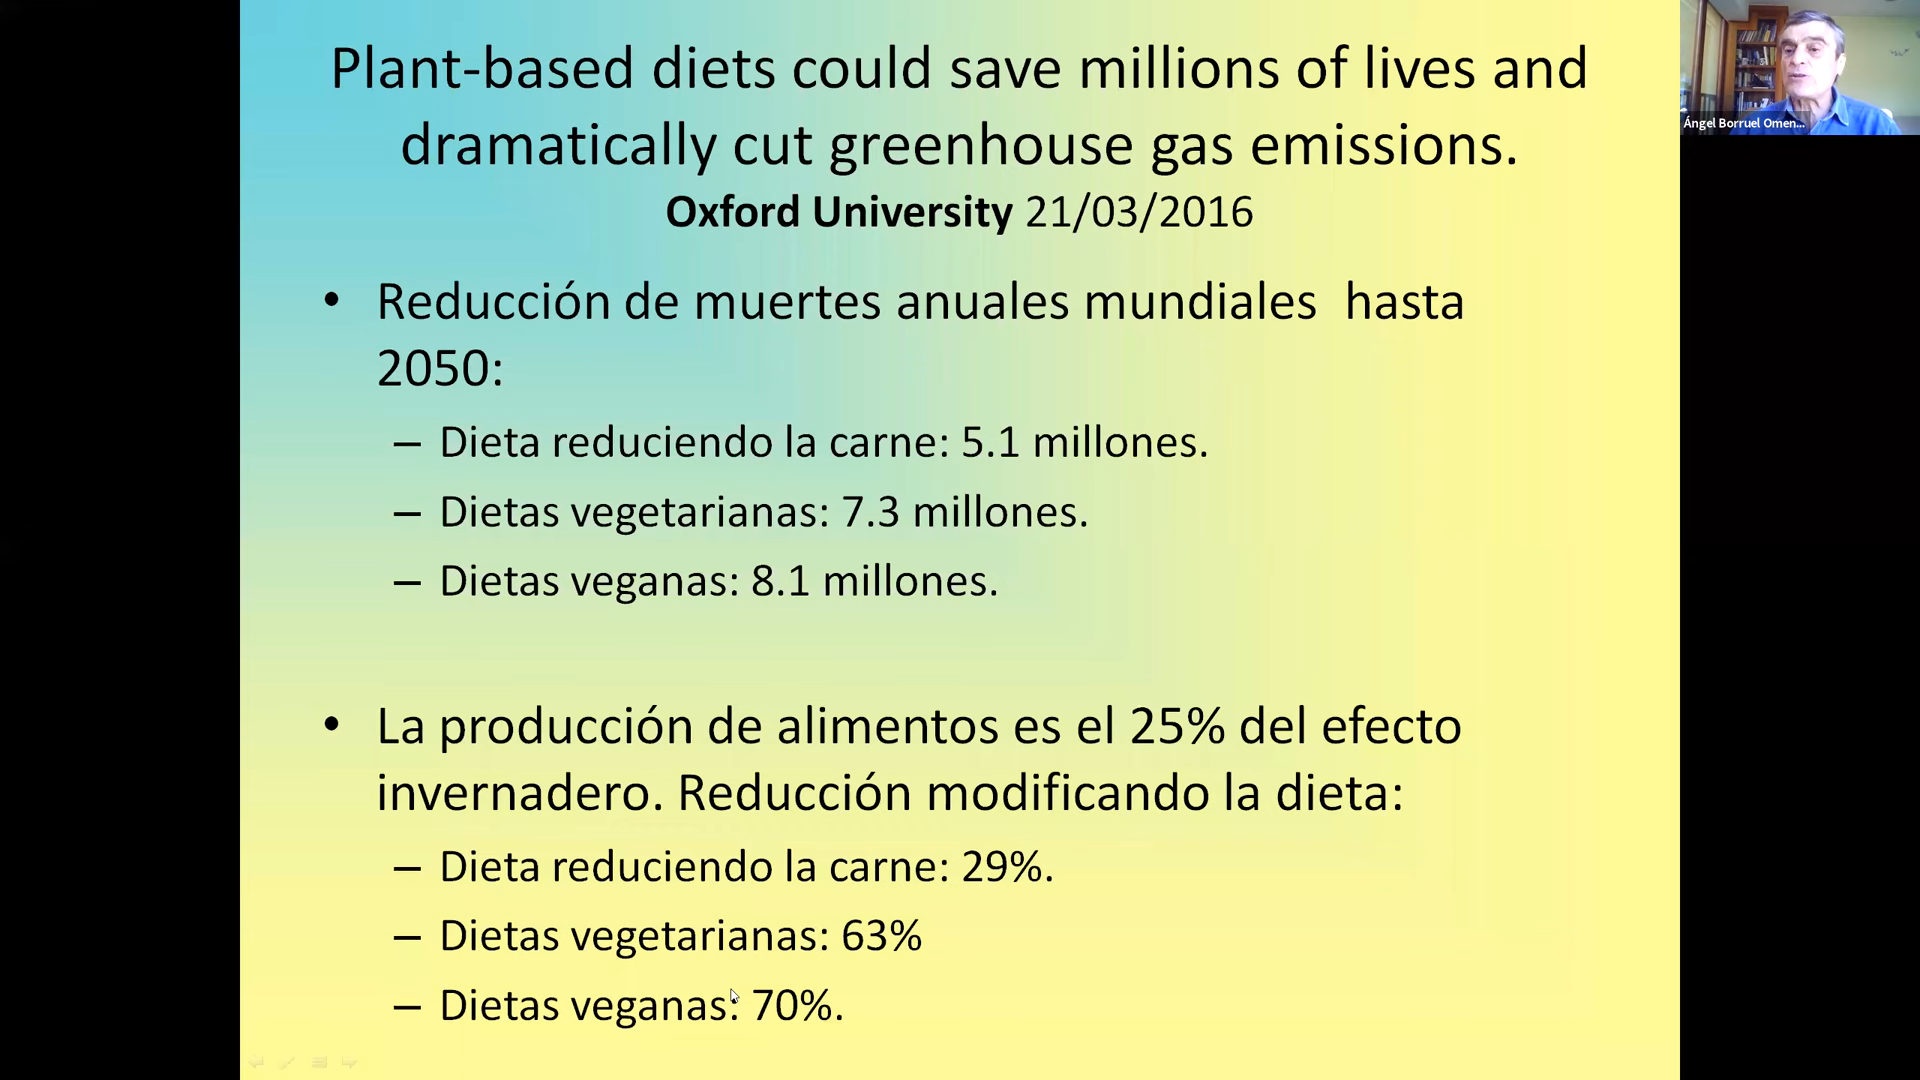 Plant-based diets could save millions of lives and
dramatically cut greenhouse gas emissions.
Oxford University 21/03/2016
• Reducción de muertes anuales mundiales hasta
2050:
– Dieta reduciendo la carne: 5.1 millones.
– Dietas vegetarianas: 7.3 millones.
– Dietas veganas: 8.1 millones.
• La producción de alimentos es el 25% del efecto
invernadero. Reducción modificando la dieta:
– Dieta reduciendo la carne: 29%.
– Dietas vegetarianas: 63%
– Dietas veganas: 70%.
Ángel Borruel Omen...